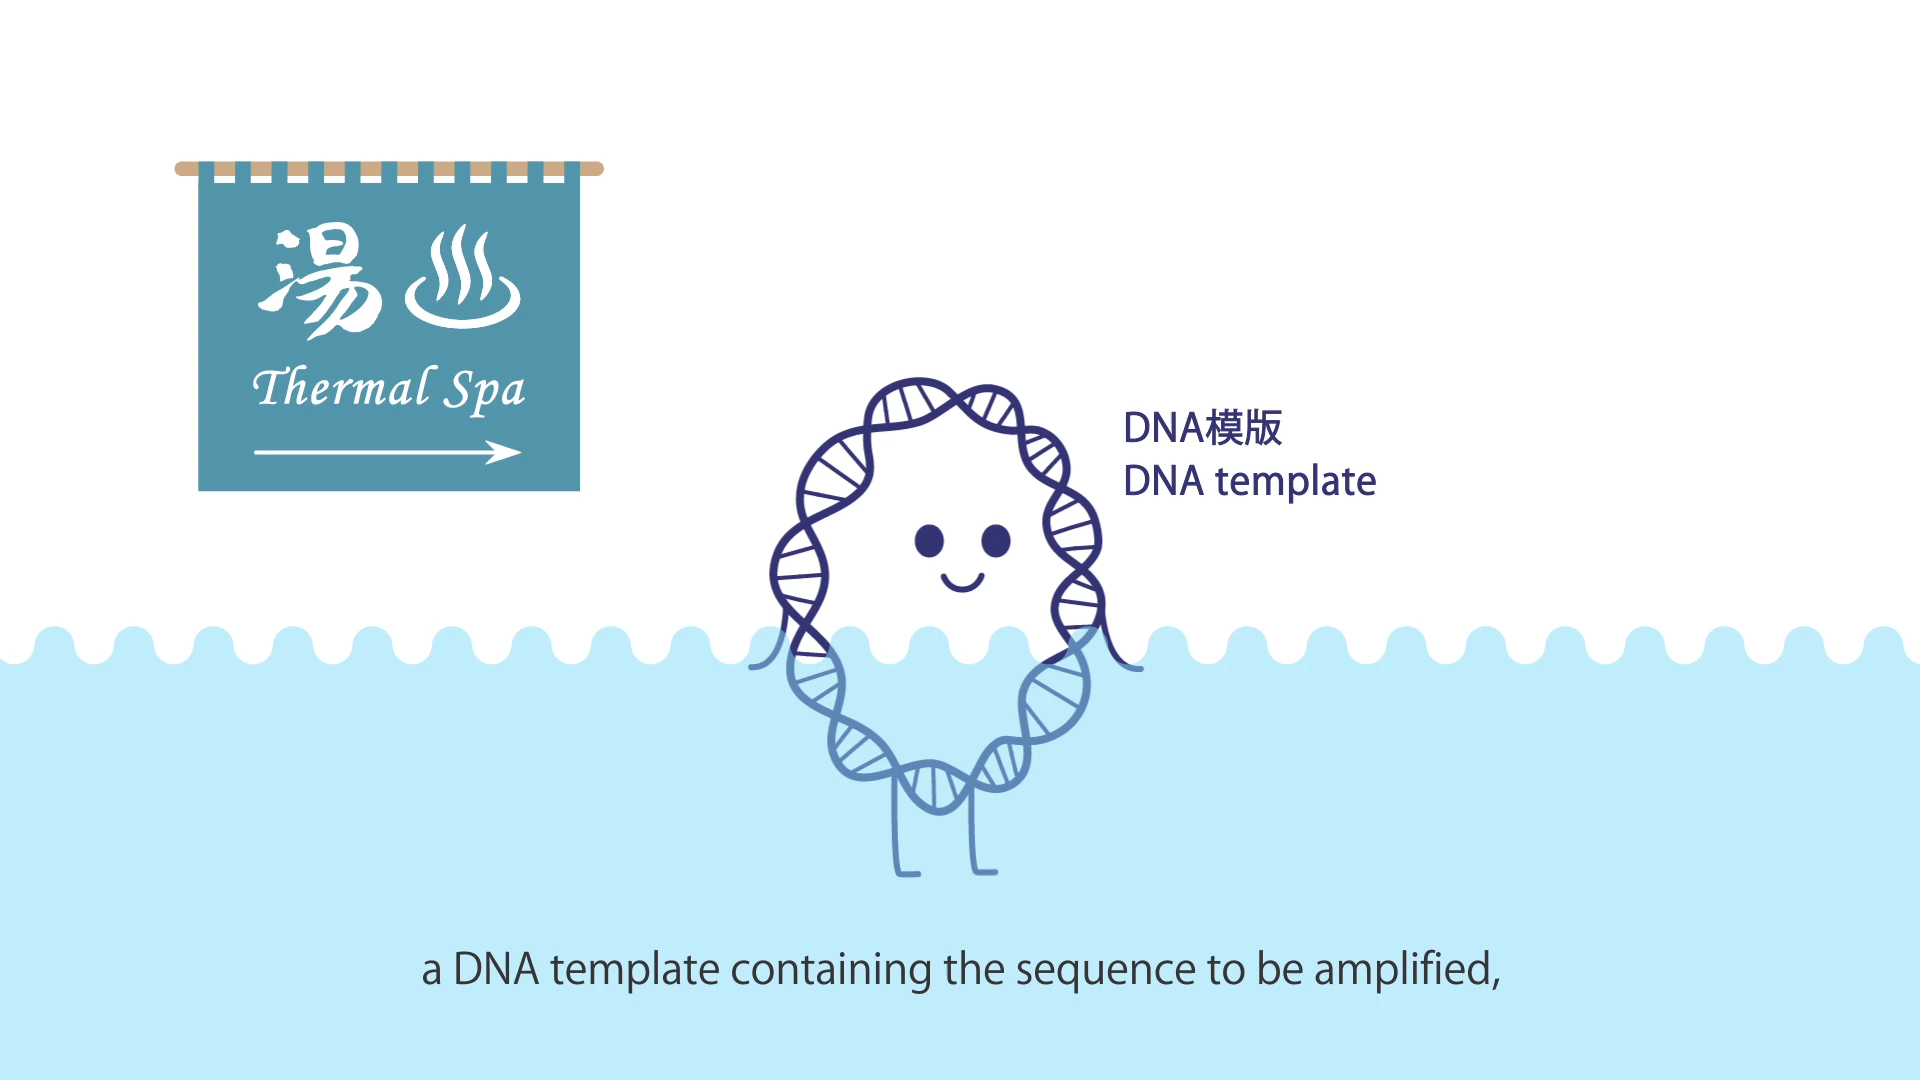 湯
Thermal Spa
DNA模版
DNA template
a DNA template containing the sequence to be amplified,